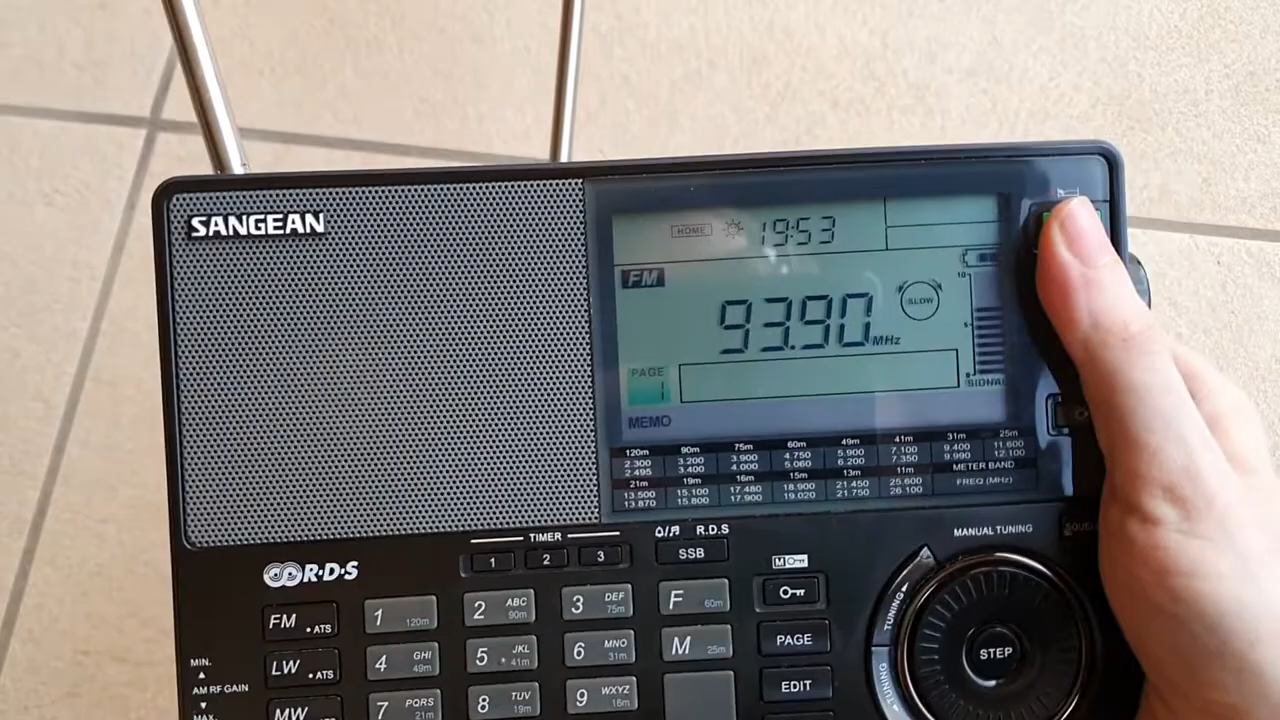 SANGEAN
HOME 19:53
FM
93.90 MHz
SLOW
10
5
0
SIGNAL
PAGE
1
MEMO
120m 90m 75m 60m 49m 41m 31m 25m
2.300 3.200 3.900 4.750 5.900 7.100 9.400 11.600
2.495 3.400 4.000 5.060 6.200 7.350 9.990 12.100
21m 19m 16m 15m 13m 11m METER BAND
13.500 15.100 17.480 18.900 21.450 25.600 FREQ (MHz)
13.870 15.800 17.900 19.020 21.750 26.100
TIMER
1 2 3
R.D.S
SSB
MANUAL TUNING
R·D·S
M
FM • ATS
1 120m
2 ABC 90m
3 DEF 75m
F 60m
TUNING
LW • ATS
4 GHI 49m
5 JKL 41m
6 MNO 31m
M 25m
PAGE
STEP
MIN.
AM RF GAIN
MAX.
MW
7 PQRS 21m
8 TUV 19m
9 WXYZ 16m
EDIT
TUNING